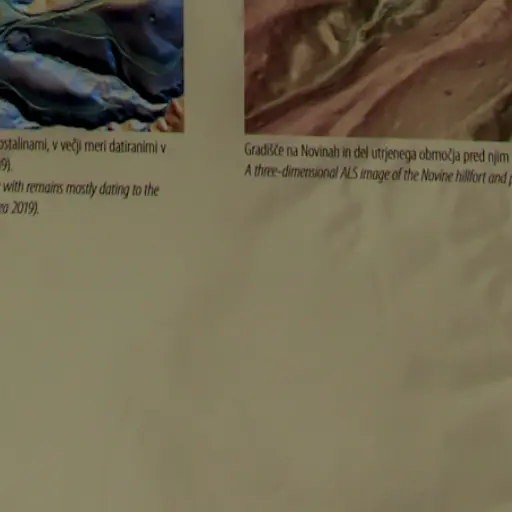 ostalinami, v večji meri datiranimi v
9).
with remains mostly dating to the
ea 2019).
Gradišče na Novinah in del utrjenega območja pred njim
A three-dimensional ALS image of the Novine hillfort and p